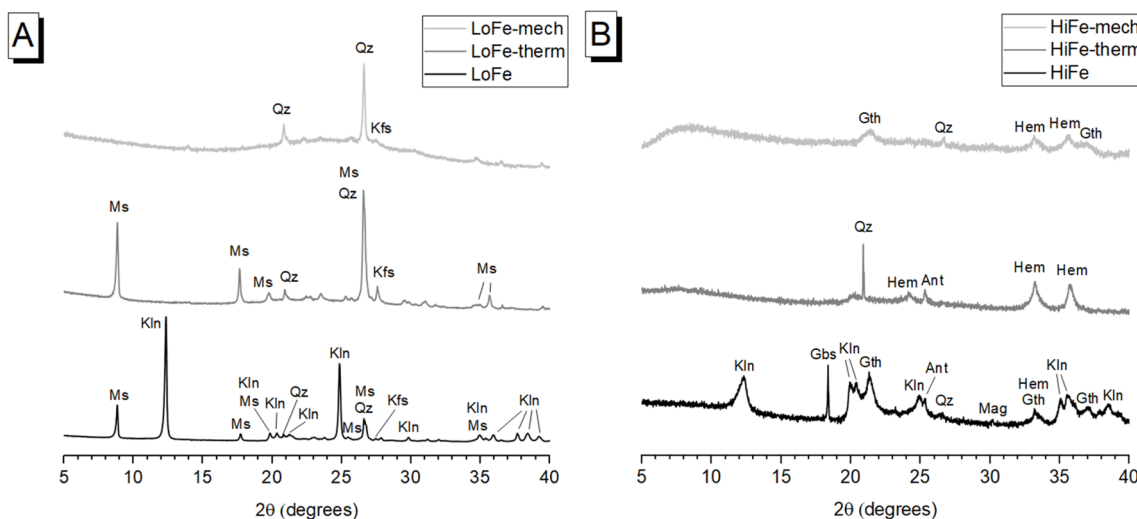 A
LoFe-mech
LoFe-therm
LoFe
Qz
Qz
Kfs
Ms
Ms
Qz
Ms
Ms
Qz
Kfs
Ms
Ms
Kln
Kln
Ms
Kln
Qz
Kln
Kln
Ms
Ms
Qz
Kfs
Kln
Kln
Ms
Kln
Ms
5 10 15 20 25 30 35 40
2θ (degrees)
B
HiFe-mech
HiFe-therm
HiFe
Gth
Qz
Hem
Hem
Gth
Qz
Hem
Ant
Hem
Hem
Kln
Gbs
Kln
Gth
Kln
Ant
Qz
Mag
Hem
Gth
Kln
Gth
Kln
5 10 15 20 25 30 35 40
2θ (degrees)